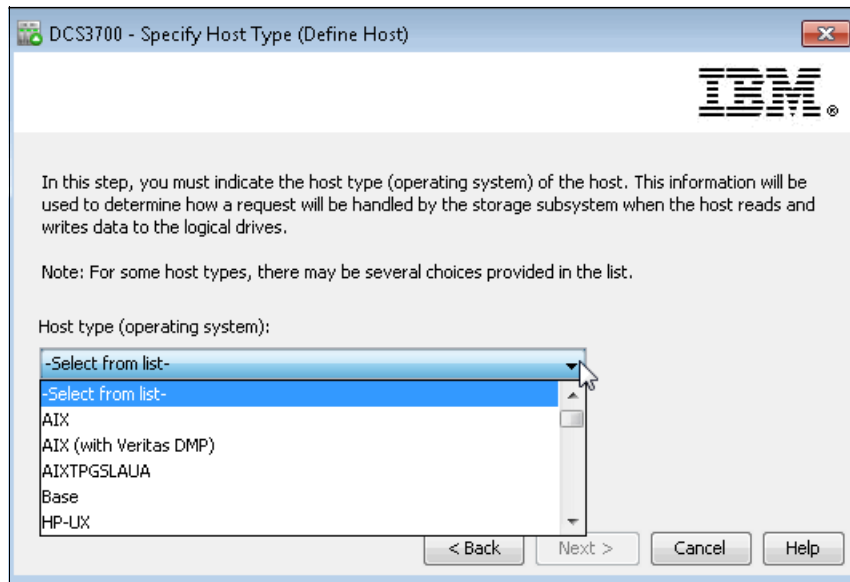 DCS3700 - Specify Host Type (Define Host)
IBM®
In this step, you must indicate the host type (operating system) of the host. This information will be
used to determine how a request will be handled by the storage subsystem when the host reads and
writes data to the logical drives.
Note: For some host types, there may be several choices provided in the list.
Host type (operating system):
-Select from list-
-Select from list-
AIX
AIX (with Veritas DMP)
AIXTPGSLAUA
Base
HP-UX
< Back Next > Cancel Help